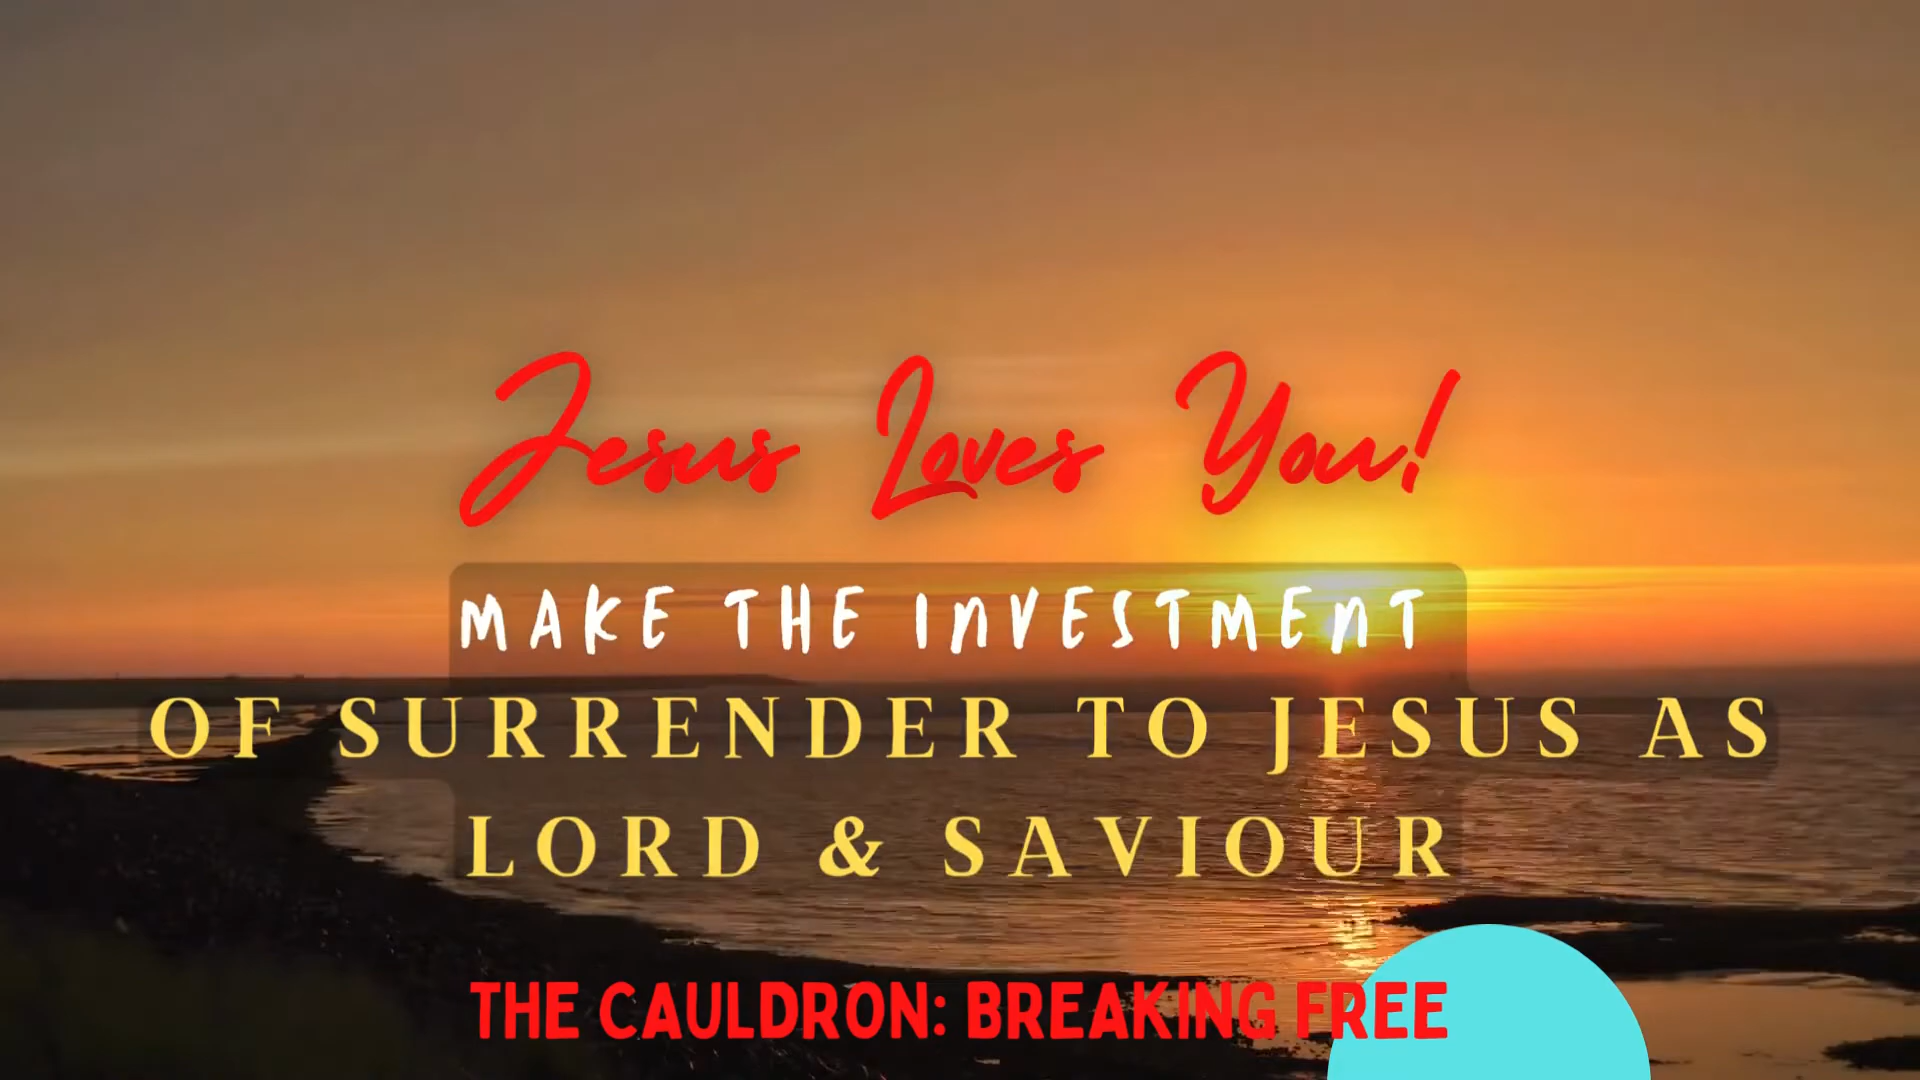 Jesus Loves You!
MAKE THE INVESTMENT
OF SURRENDER TO JESUS AS
LORD & SAVIOUR
THE CAULDRON: BREAKING FREE